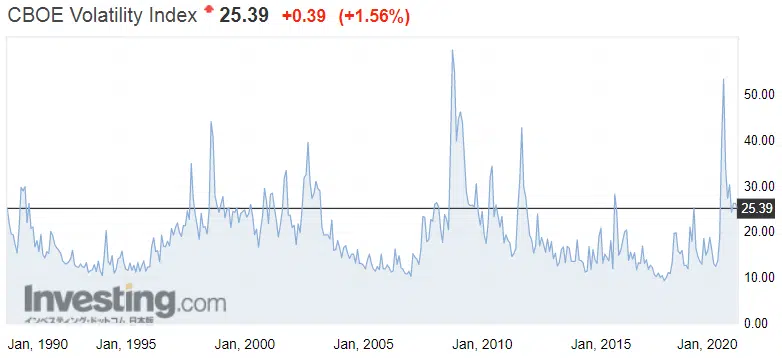 CBOE Volatility Index 25.39 +0.39 (+1.56%)
50.00
40.00
30.00
25.39
20.00
10.00
0.00
Investing.com
インベスティング・ドットコム 日本版
Jan, 1990 Jan, 1995 Jan, 2000 Jan, 2005 Jan, 2010 Jan, 2015 Jan, 2020